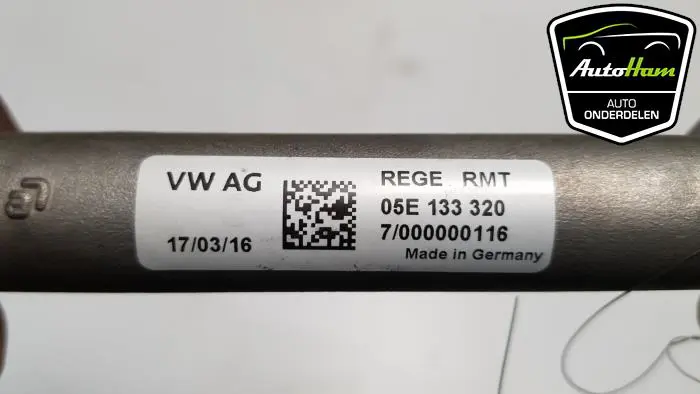 AutoHam
AUTO
ONDERDELEN
VW AG
17/03/16
REGE RMT
05E 133 320
7/000000116
Made in Germany